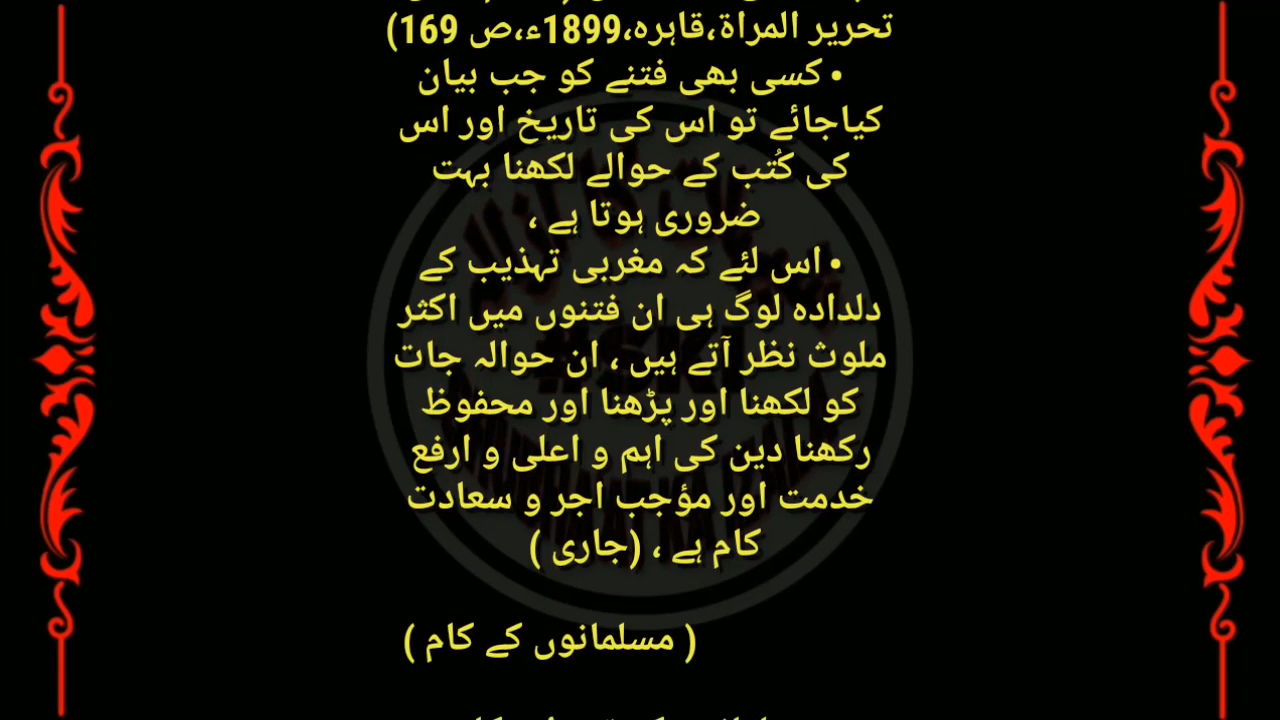 تحریر المراۃ،قاہرہ،1899ء،ص 169)
• کسی بھی فتنے کو جب بیان
کیاجائے تو اس کی تاریخ اور اس
کی کُتب کے حوالے لکھنا بہت
ضروری ہوتا ہے ،
• اس لئے کہ مغربی تہذیب کے
دلدادہ لوگ ہی ان فتنوں میں اکثر
ملوث نظر آتے ہیں ، ان حوالہ جات
کو لکھنا اور پڑھنا اور محفوظ
رکھنا دین کی اہم و اعلی و ارفع
خدمت اور مؤجب اجر و سعادت
کام ہے ، (جاری )
( مسلمانوں کے کام )